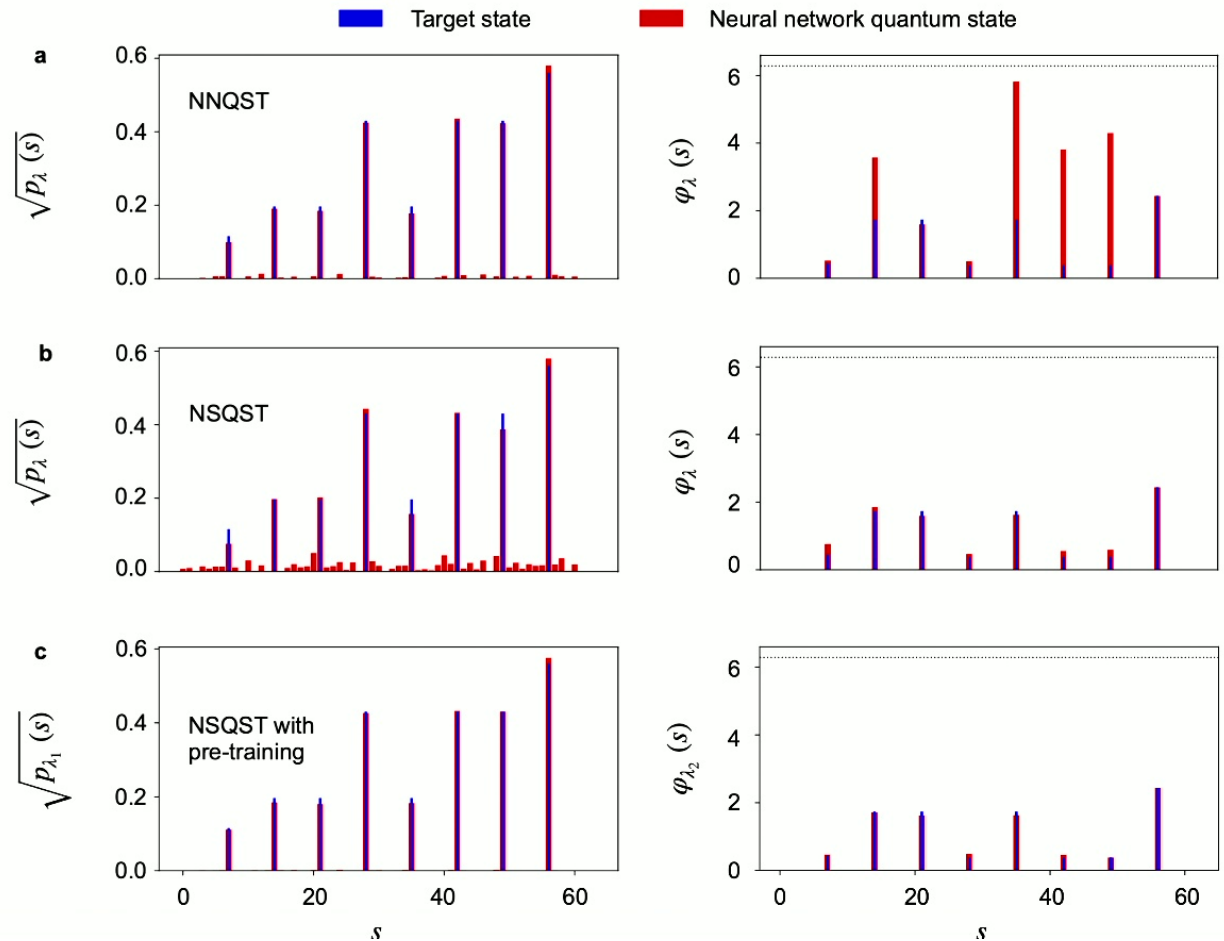 Target state
Neural network quantum state
a
0.6
0.4
0.2
0.0
√pλ(s)
NNQST
6
4
2
0
φλ(s)
b
0.6
0.4
0.2
0.0
√pλ(s)
NSQST
6
4
2
0
φλ(s)
c
0.6
0.4
0.2
0.0
√pλ₁(s)
NSQST with
pre-training
0 20 40 60
s
6
4
2
0
φλ₂(s)
0 20 40 60
s